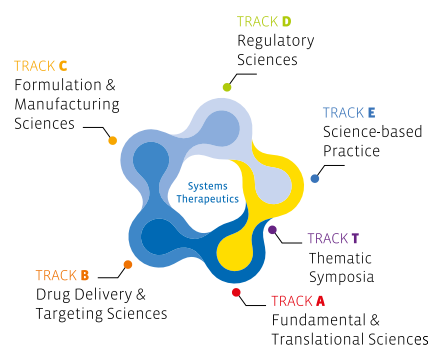 TRACK D
Regulatory
Sciences
TRACK C
Formulation &
Manufacturing
Sciences
TRACK E
Science-based
Practice
Systems
Therapeutics
TRACK T
Thematic
Symposia
TRACK B
Drug Delivery &
Targeting Sciences
TRACK A
Fundamental &
Translational Sciences